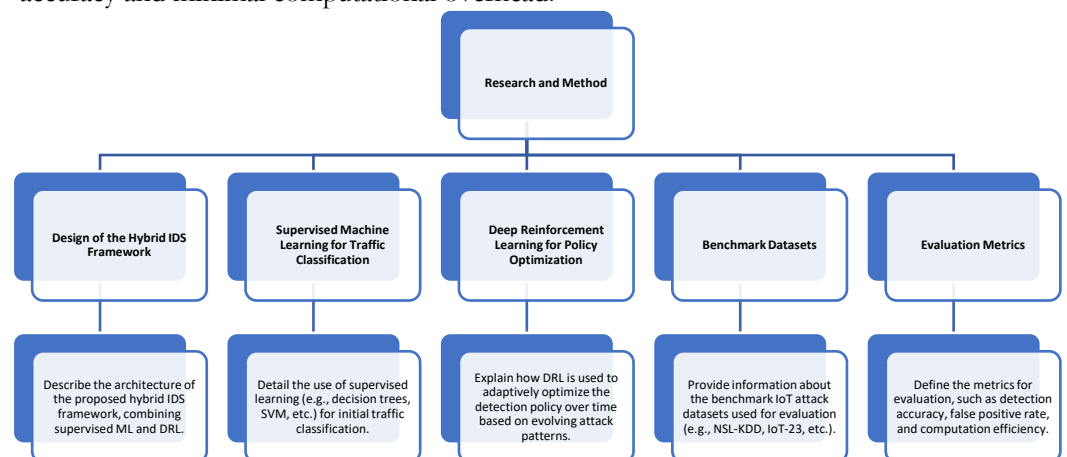 accuracy and minimal computational overhead.
Research and Method
Design of the Hybrid IDS
Framework
Supervised Machine
Learning for Traffic
Classification
Deep Reinforcement
Learning for Policy
Optimization
Benchmark Datasets
Evaluation Metrics
Describe the architecture of
the proposed hybrid IDS
framework, combining
supervised ML and DRL.
Detail the use of supervised
learning (e.g., decision trees,
SVM, etc.) for initial traffic
classification.
Explain how DRL is used to
adaptively optimize the
detection policy over time
based on evolving attack
patterns.
Provide information about
the benchmark IoT attack
datasets used for evaluation
(e.g., NSL-KDD, IoT-23, etc.).
Define the metrics for
evaluation, such as detection
accuracy, false positive rate,
and computation efficiency.